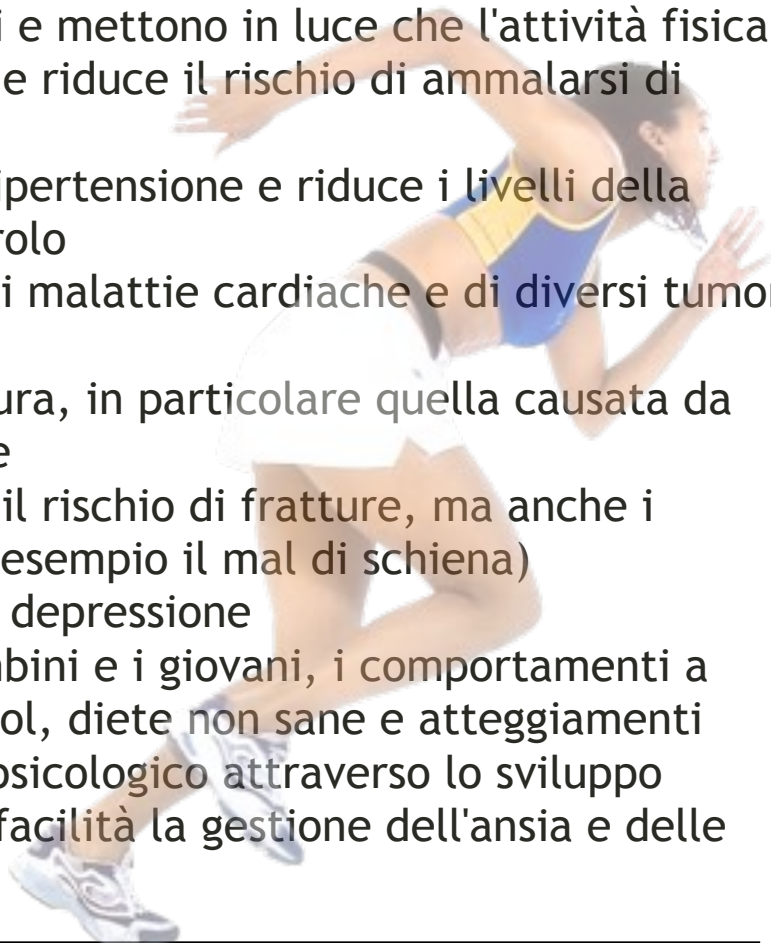 i e mettono in luce che l'attività fisica
e riduce il rischio di ammalarsi di
ipertensione e riduce i livelli della
rolo
i malattie cardiache e di diversi tumor
ura, in particolare quella causata da
e
il rischio di fratture, ma anche i
esempio il mal di schiena)
depressione
bini e i giovani, i comportamenti a
ol, diete non sane e atteggiamenti
psicologico attraverso lo sviluppo
facilità la gestione dell'ansia e delle